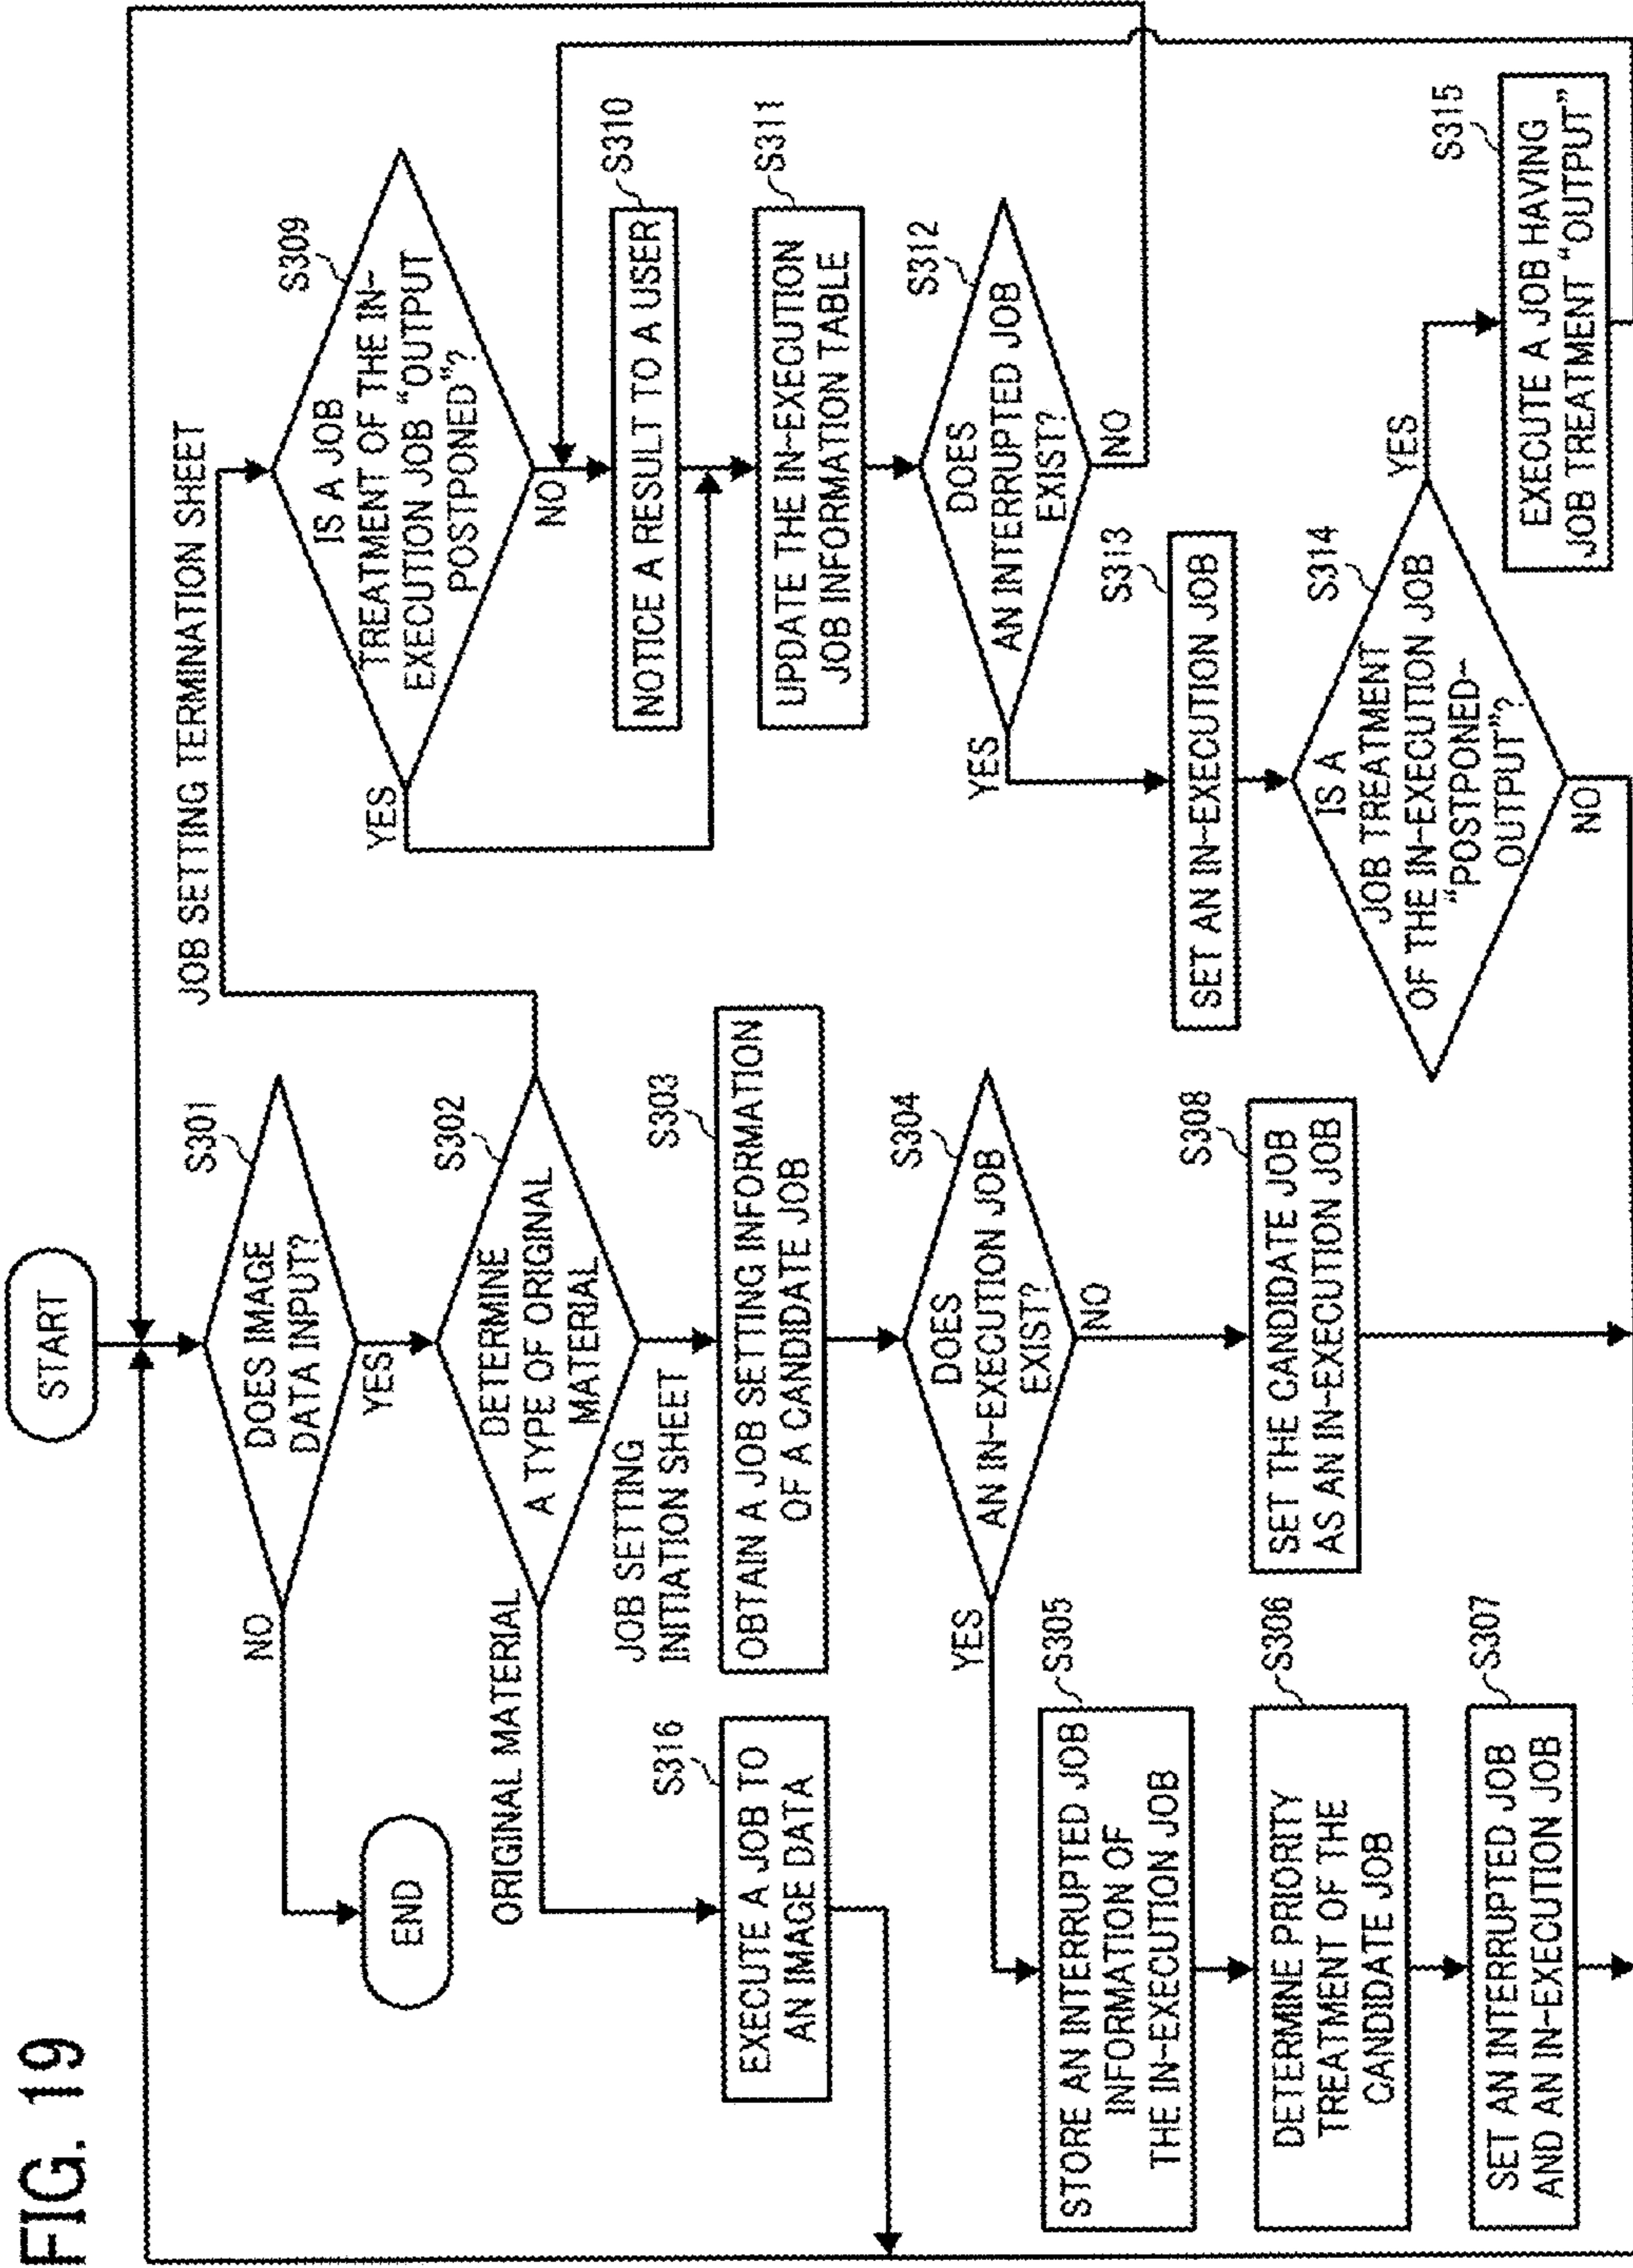 FIG. 19
START
S301
DOES IMAGE
DATA INPUT?
NO
YES
END
S302
DETERMINE
A TYPE OF ORIGINAL
MATERIAL
ORIGINAL MATERIAL
JOB SETTING
INITIATION SHEET
JOB SETTING TERMINATION SHEET
S316
EXECUTE A JOB TO
AN IMAGE DATA
S303
OBTAIN A JOB SETTING INFORMATION
OF A CANDIDATE JOB
S304
DOES
AN IN-EXECUTION JOB
EXIST?
YES
NO
S305
STORE AN INTERRUPTED JOB
INFORMATION OF
THE IN-EXECUTION JOB
S306
DETERMINE PRIORITY
TREATMENT OF THE
CANDIDATE JOB
S307
SET AN INTERRUPTED JOB
AND AN IN-EXECUTION JOB
S308
SET THE CANDIDATE JOB
AS AN IN-EXECUTION JOB
S309
IS A JOB
TREATMENT OF THE IN-
EXECUTION JOB "OUTPUT
POSTPONED"?
YES
NO
S310
NOTICE A RESULT TO A USER
S311
UPDATE THE IN-EXECUTION
JOB INFORMATION TABLE
S312
DOES
AN INTERRUPTED JOB
EXIST?
YES
NO
S313
SET AN IN-EXECUTION JOB
S314
IS A
JOB TREATMENT
OF THE IN-EXECUTION JOB
"POSTPONED-
OUTPUT"?
YES
NO
S315
EXECUTE A JOB HAVING
JOB TREATMENT "OUTPUT"